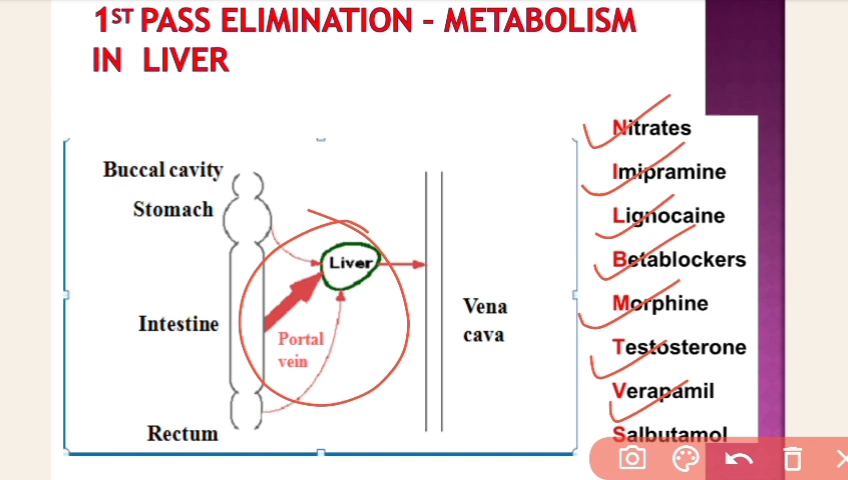 1ST PASS ELIMINATION - METABOLISM
IN LIVER
Buccal cavity
Stomach
Liver
Intestine
Portal
vein
Vena
cava
Rectum
Nitrates
Imipramine
Lignocaine
Betablockers
Morphine
Testosterone
Verapamil
Salbutamol